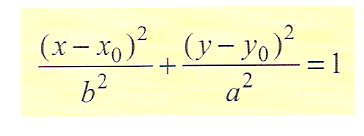 (x − x₀)²/b² + (y − y₀)²/a² = 1